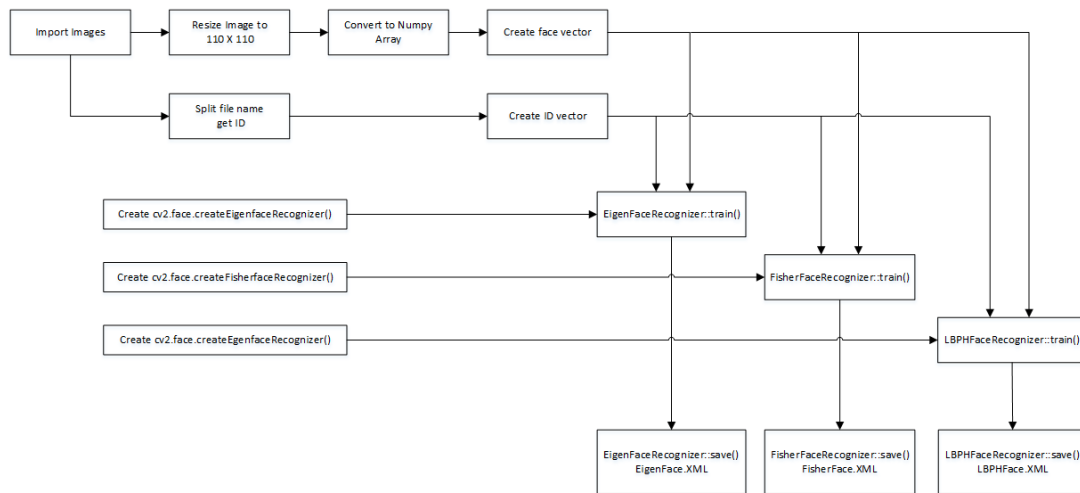 Import Images
Resize Image to
110 X 110
Convert to Numpy
Array
Create face vector
Split file name
get ID
Create ID vector
Create cv2.face.createEigenfaceRecognizer()
EigenFaceRecognizer::train()
Create cv2.face.createFisherfaceRecognizer()
FisherFaceRecognizer::train()
Create cv2.face.createEgenfaceRecognizer()
LBPHFaceRecognizer::train()
EigenFaceRecognizer::save()
EigenFace.XML
FisherFaceRecognizer::save()
FisherFace.XML
LBPHFaceRecognizer::save()
LBPHFace.XML